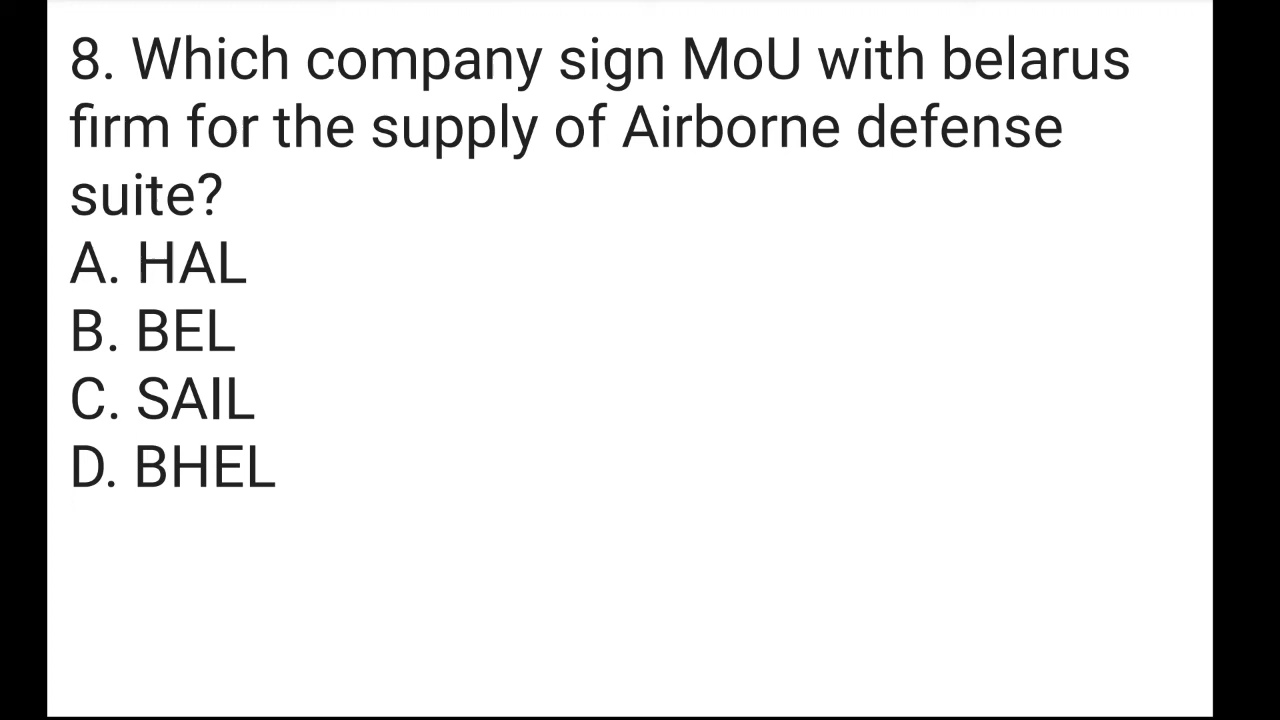 8. Which company sign MoU with belarus
firm for the supply of Airborne defense
suite?
A. HAL
B. BEL
C. SAIL
D. BHEL